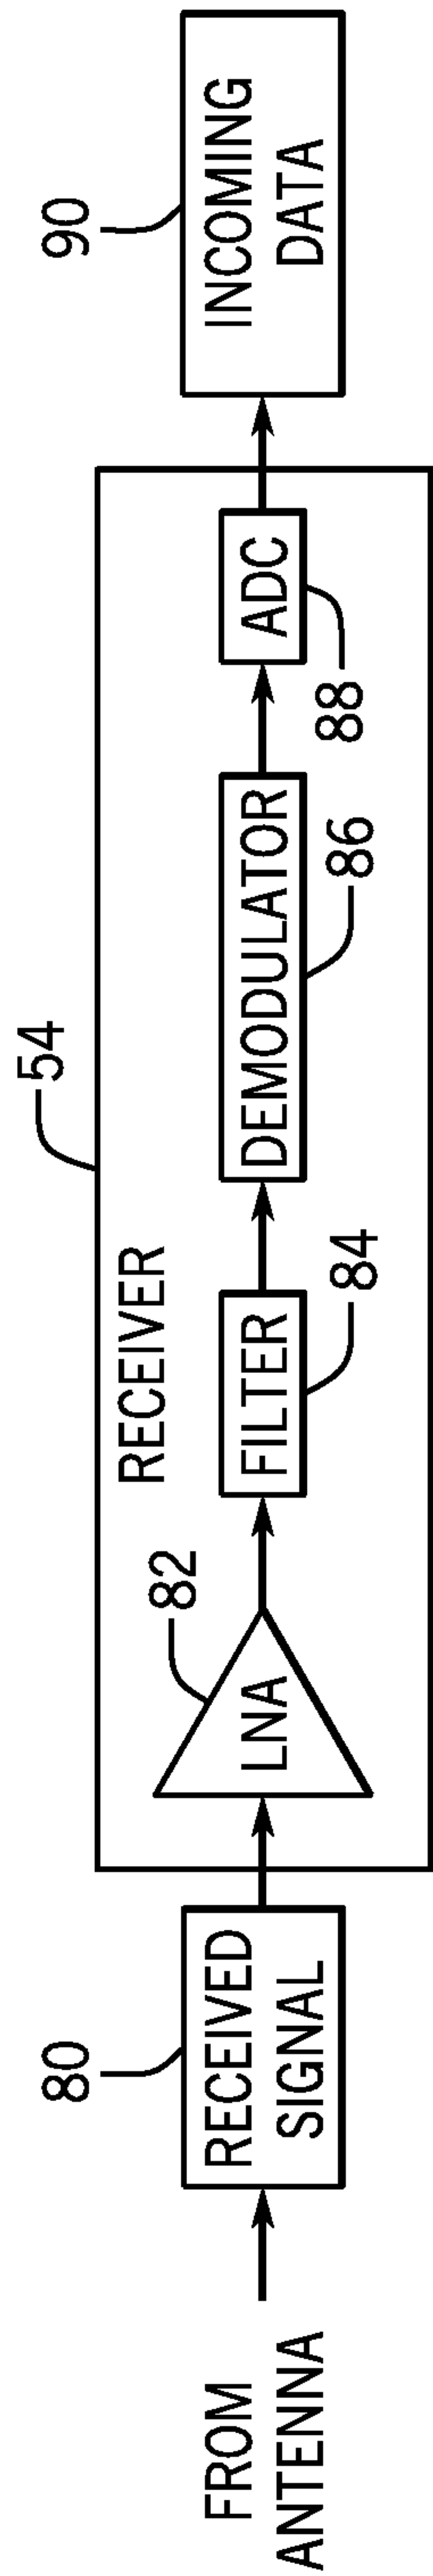 54
RECEIVER
80
82
90
FROM
ANTENNA
RECEIVED
SIGNAL
LNA
FILTER
DEMODULATOR
ADC
INCOMING
DATA
84
86
88